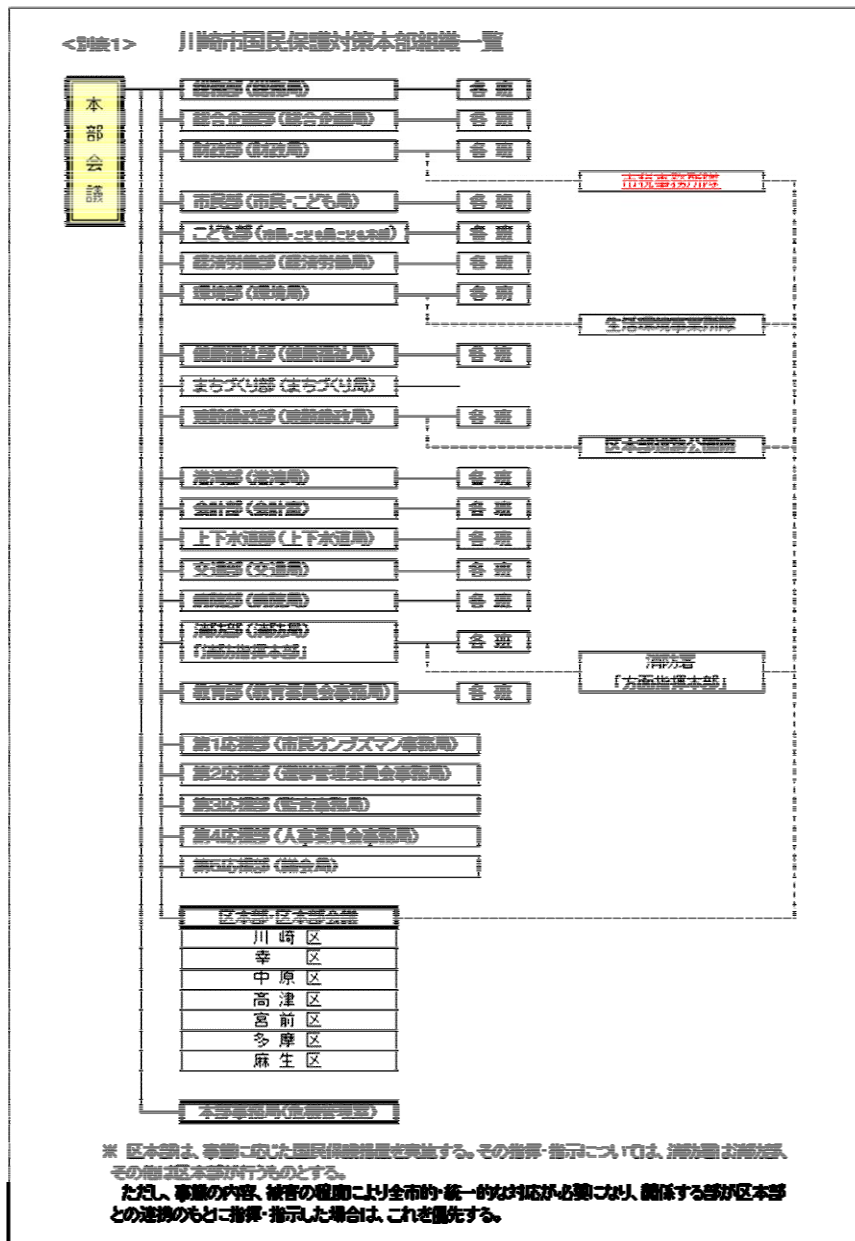 <別表1> 川崎市国民保護対策本部組織一覧
本部会議
総務部(総務局) 各 班
総合企画部(総合企画局) 各 班
財政部(財政局) 各 班
市税事務所隊
市民部(市民・こども局) 各 班
こども部(市民・こども局こども本部) 各 班
経済労働部(経済労働局) 各 班
環境部(環境局) 各 班
生活環境事業所隊
健康福祉部(健康福祉局) 各 班
まちづくり部(まちづくり局)
建設緑政部(建設緑政局) 各 班
区本部道路公園隊
港湾部(港湾局) 各 班
会計部(会計室) 各 班
上下水道部(上下水道局) 各 班
交通部(交通局) 各 班
病院部(病院局) 各 班
消防部(消防局)
「消防指揮本部」 各 班
消防署
「方面指揮本部」
教育部(教育委員会事務局) 各 班
第1応援部(市民オンブズマン事務局)
第2応援部(選挙管理委員会事務局)
第3応援部(監査事務局)
第4応援部(人事委員会事務局)
第5応援部(議会局)
区本部・区本部会議
川 崎 区
幸 区
中 原 区
高 津 区
宮 前 区
多 摩 区
麻 生 区
本部事務局(危機管理室)
※ 区本部は、事態に応じた国民保護措置を実施する。その指揮・指示については、消防署は消防部、
その他は区本部が行うものとする。
ただし、事態の内容、被害の程度により全市的・統一的な対応が必要になり、関係する部が区本部
との連携のもとに指揮・指示した場合は、これを優先する。